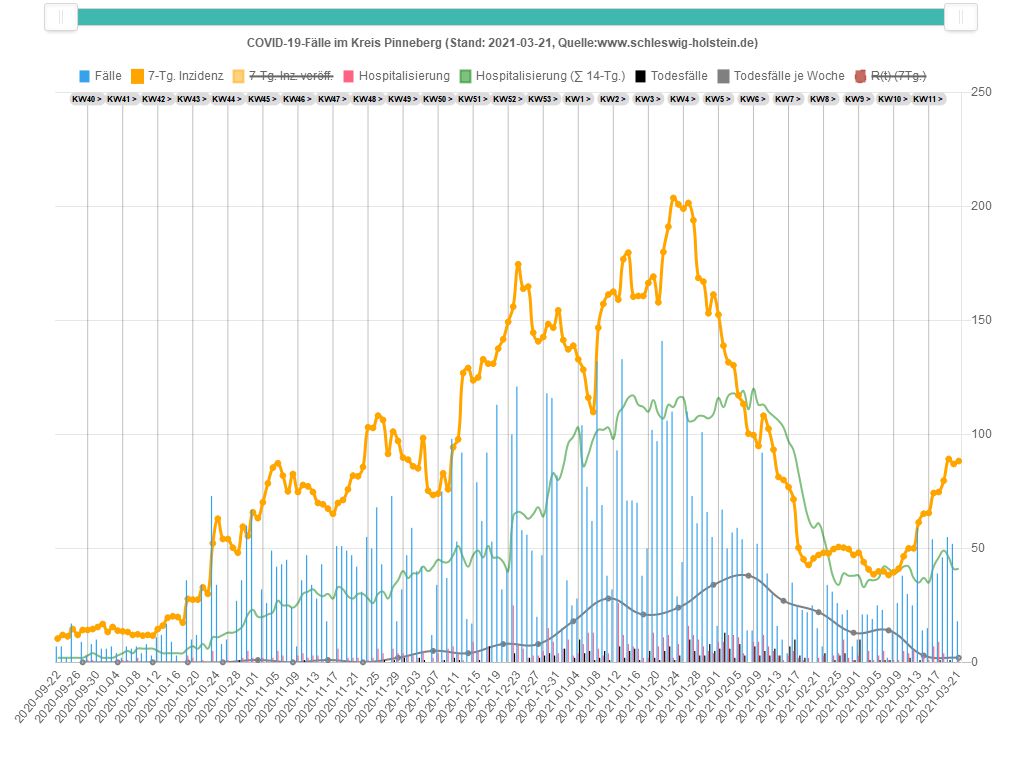 COVID-19-Fälle im Kreis Pinneberg (Stand: 2021-03-21, Quelle:www.schleswig-holstein.de)
Fälle 7-Tg. Inzidenz 7-Tg. Inz. veröff. Hospitalisierung Hospitalisierung (∑ 14-Tg.) Todesfälle Todesfälle je Woche R(t) (7Tg.)
KW40 > KW41 > KW42 > KW43 > KW44 > KW45 > KW46 > KW47 > KW48 > KW49 > KW50 > KW51 > KW52 > KW53 > KW1 > KW2 > KW3 > KW4 > KW5 > KW6 > KW7 > KW8 > KW9 > KW10 > KW11 >
250
200
150
100
50
0
2020-09-22 2020-09-26 2020-09-30 2020-10-04 2020-10-08 2020-10-12 2020-10-16 2020-10-20 2020-10-24 2020-10-28 2020-11-01 2020-11-05 2020-11-09 2020-11-13 2020-11-17 2020-11-21 2020-11-25 2020-11-29 2020-12-03 2020-12-07 2020-12-11 2020-12-15 2020-12-19 2020-12-23 2020-12-27 2020-12-31 2021-01-04 2021-01-08 2021-01-12 2021-01-16 2021-01-20 2021-01-24 2021-01-28 2021-02-01 2021-02-05 2021-02-09 2021-02-13 2021-02-17 2021-02-21 2021-02-25 2021-03-01 2021-03-05 2021-03-09 2021-03-13 2021-03-17 2021-03-21